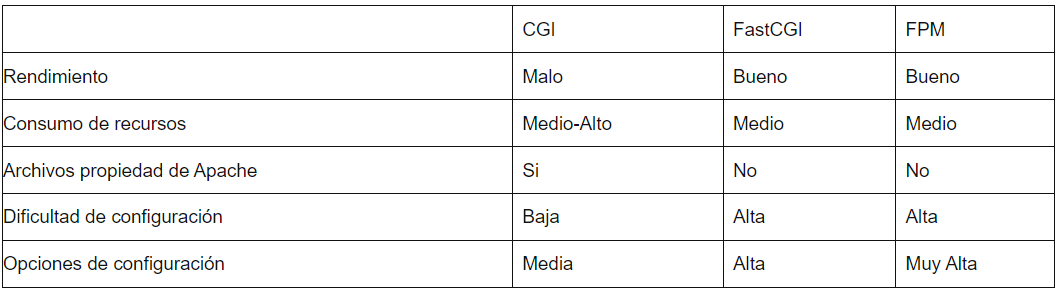 CGI FastCGI FPM
Rendimiento Malo Bueno Bueno
Consumo de recursos Medio-Alto Medio Medio
Archivos propiedad de Apache Si No No
Dificultad de configuración Baja Alta Alta
Opciones de configuración Media Alta Muy Alta